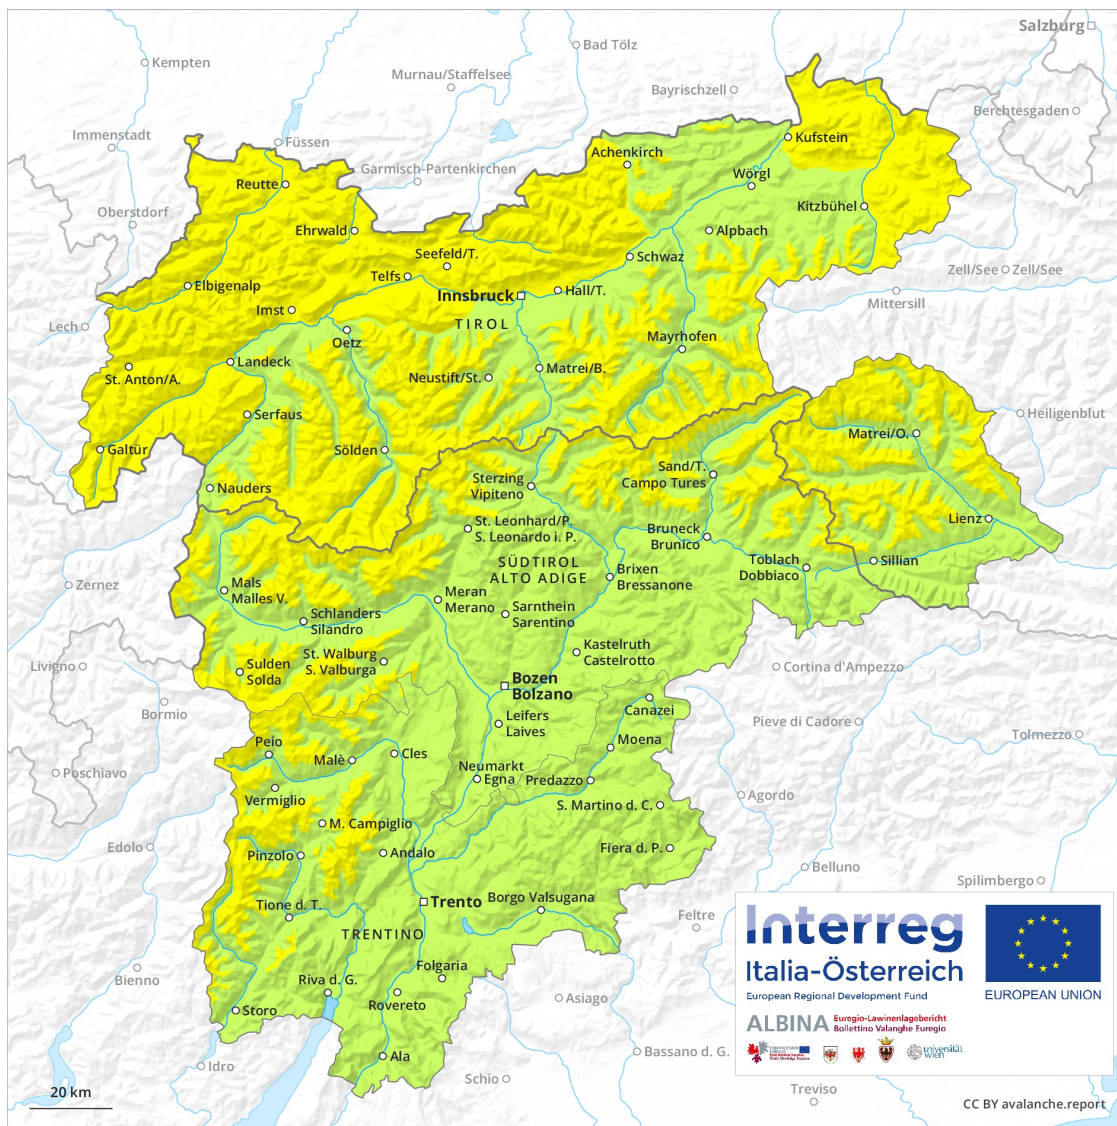 Salzburg
Kempten
Bad Tölz
Murnau/Staffelsee
Bayrischzell
Berchtesgaden
Immenstadt
Füssen
Kufstein
Achenkirch
Garmisch-Partenkirchen
Wörgl
Reutte
Oberstdorf
Kitzbühel
Ehrwald
Alpbach
Seefeld/T.
Schwaz
Telfs
Zell/See
Zell/See
Elbigenalp
Innsbruck
Hall/T.
Mittersill
Imst
Lech
TIROL
Oetz
Mayrhofen
Landeck
Matrei/B.
St. Anton/A.
Neustift/St.
Serfaus
Heiligenblut
Matrei/O.
Galtür
Sölden
Sand/T.
Campo Tures
Sterzing
Vipiteno
Nauders
Lienz
St. Leonhard/P.
S. Leonardo i. P.
Bruneck
Brunico
SÜDTIROL
ALTO ADIGE
Toblach
Dobbiaco
Sillian
Brixen
Bressanone
Zernez
Mals
Malles V.
Meran
Merano
Sarnthein
Sarentino
Schlanders
Silandro
Kastelruth
Castelrotto
St. Walburg
S. Valburga
Livigno
Sulden
Solda
Cortina d'Ampezzo
Bozen
Bolzano
Bormio
Canazei
Leifers
Laives
Pieve di Cadore
Tolmezzo
Peio
Moena
Malè
Cles
Poschiavo
Neumarkt
Egna
Predazzo
Vermiglio
Agordo
S. Martino d. C.
M. Campiglio
Edolo
Pinzolo
Andalo
Fiera d. P.
Belluno
Spilimbergo
Trento
Borgo Valsugana
Tione d. T.
Feltre
TRENTINO
Folgaria
Bienno
Riva d. G.
Rovereto
Asiago
Storo
Ala
Bassano d. G.
Idro
Schio
Treviso
20 km
Interreg
Italia-Österreich
European Regional Development Fund
EUROPEAN UNION
ALBINA
Euregio-Lawinenlagebericht
Bollettino Valanghe Euregio
universität
wien
CC BY avalanche.report